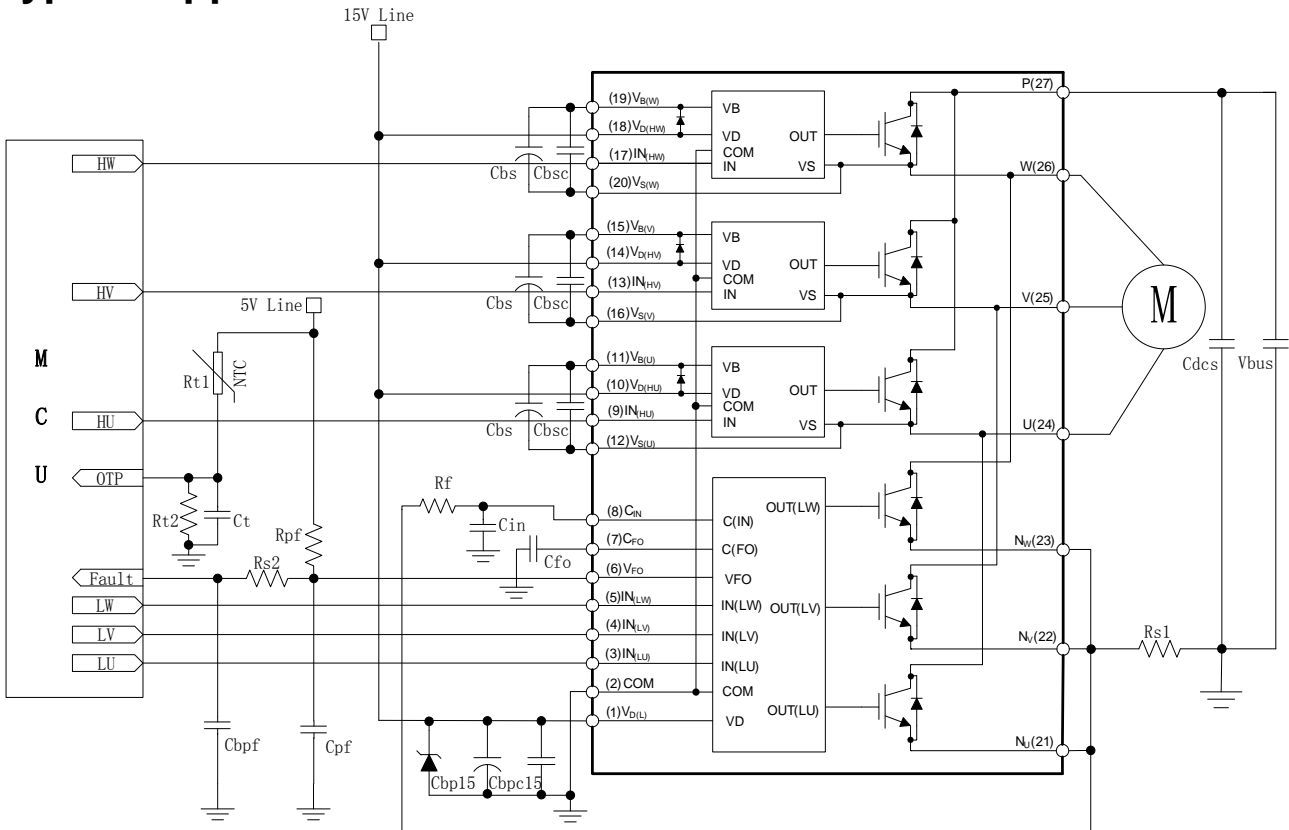 15V Line
P(27)
(19)VB(W)
VB
(18)VD(HW)
VD
OUT
COM
(17)IN(HW)
IN
VS
HW
Cbs
Cbsc
W(26)
(20)VS(W)
(15)VB(V)
VB
(14)VD(HV)
VD
OUT
COM
(13)IN(HV)
IN
VS
HV
Cbs
Cbsc
V(25)
M
5V Line
(16)VS(V)
M
C
U
Rt1
NTC
Cdcs
Vbus
(11)VB(U)
VB
(10)VD(HU)
VD
OUT
COM
(9)IN(HU)
IN
VS
HU
Cbs
Cbsc
U(24)
(12)VS(U)
OTP
Rf
Rt2
Ct
Rpf
Cin
(8)CIN
C(IN)
OUT(LW)
(7)CFO
C(FO)
NW(23)
Cfo
Rs2
Fault
(6)VFO
VFO
LW
(5)IN(LW)
IN(LW)
OUT(LV)
LV
(4)IN(LV)
IN(LV)
Rs1
NV(22)
LU
(3)IN(LU)
IN(LU)
(2)COM
COM
OUT(LU)
(1)VD(L)
VD
NU(21)
Cbpf
Cpf
Cbp15
Cbpc15